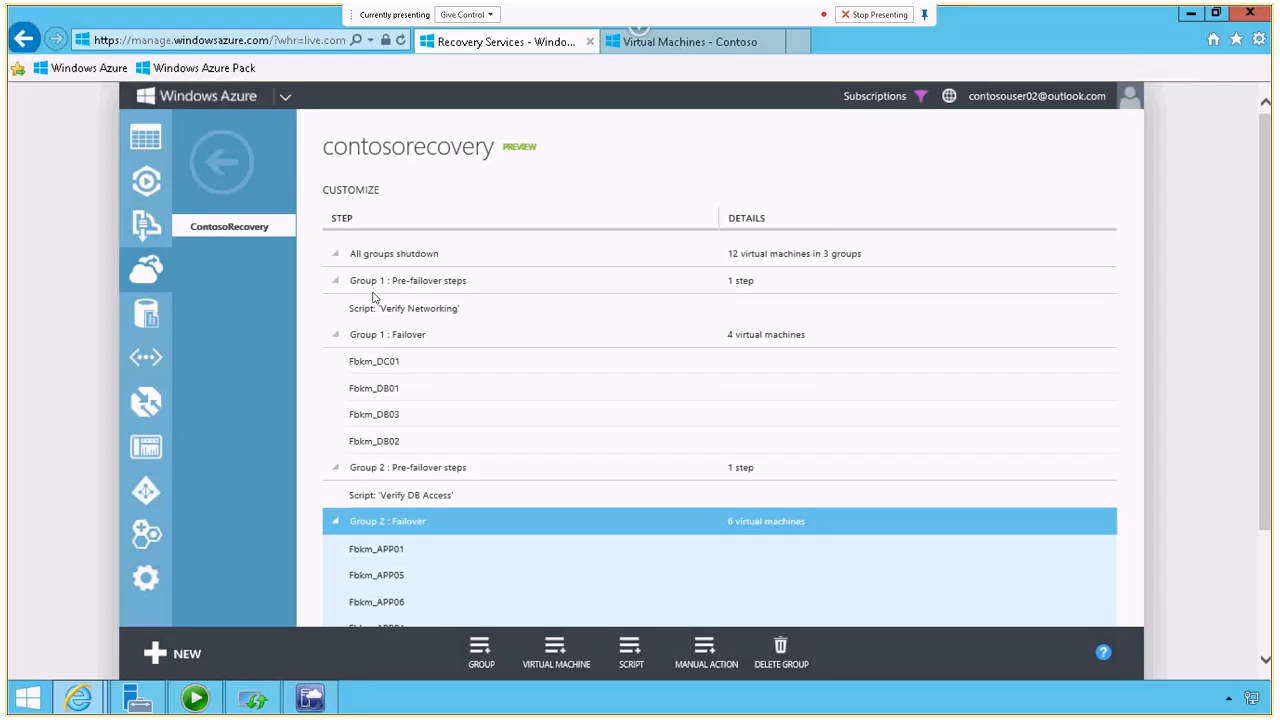 Currently presenting Give Control Stop Presenting
https://manage.windowsazure.com/?whr=live.com Recovery Services - Windo... Virtual Machines - Contoso
Windows Azure Windows Azure Pack
Windows Azure Subscriptions contosouser02@outlook.com
contosorecovery PREVIEW
CUSTOMIZE
ContosoRecovery
STEP DETAILS
All groups shutdown 12 virtual machines in 3 groups
Group 1 : Pre-failover steps 1 step
Script: 'Verify Networking'
Group 1 : Failover 4 virtual machines
Fbkm_DC01
Fbkm_DB01
Fbkm_DB03
Fbkm_DB02
Group 2 : Pre-failover steps 1 step
Script: 'Verify DB Access'
Group 2 : Failover 6 virtual machines
Fbkm_APP01
Fbkm_APP05
Fbkm_APP06
NEW GROUP VIRTUAL MACHINE SCRIPT MANUAL ACTION DELETE GROUP ?